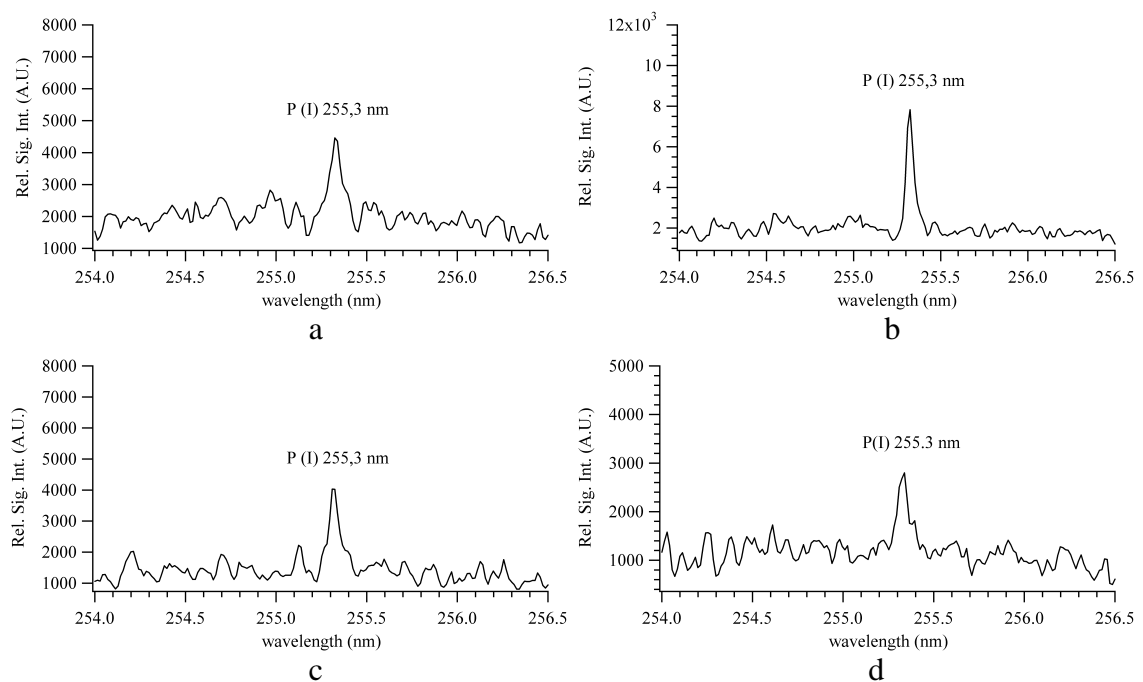 8000
7000
6000
5000
4000
3000
2000
1000
Rel. Sig. Int. (A.U.)
P (I) 255,3 nm
254.0 254.5 255.0 255.5 256.0 256.5
wavelength (nm)
a
12x10³
10
8
6
4
2
Rel. Sig. Int. (A.U.)
P (I) 255,3 nm
254.0 254.5 255.0 255.5 256.0 256.5
wavelength (nm)
b
8000
7000
6000
5000
4000
3000
2000
1000
Rel. Sig. Int. (A.U.)
P (I) 255,3 nm
254.0 254.5 255.0 255.5 256.0 256.5
wavelength (nm)
c
5000
4000
3000
2000
1000
Rel. Sig. Int. (A.U.)
P(I) 255.3 nm
254.0 254.5 255.0 255.5 256.0 256.5
wavelength (nm)
d